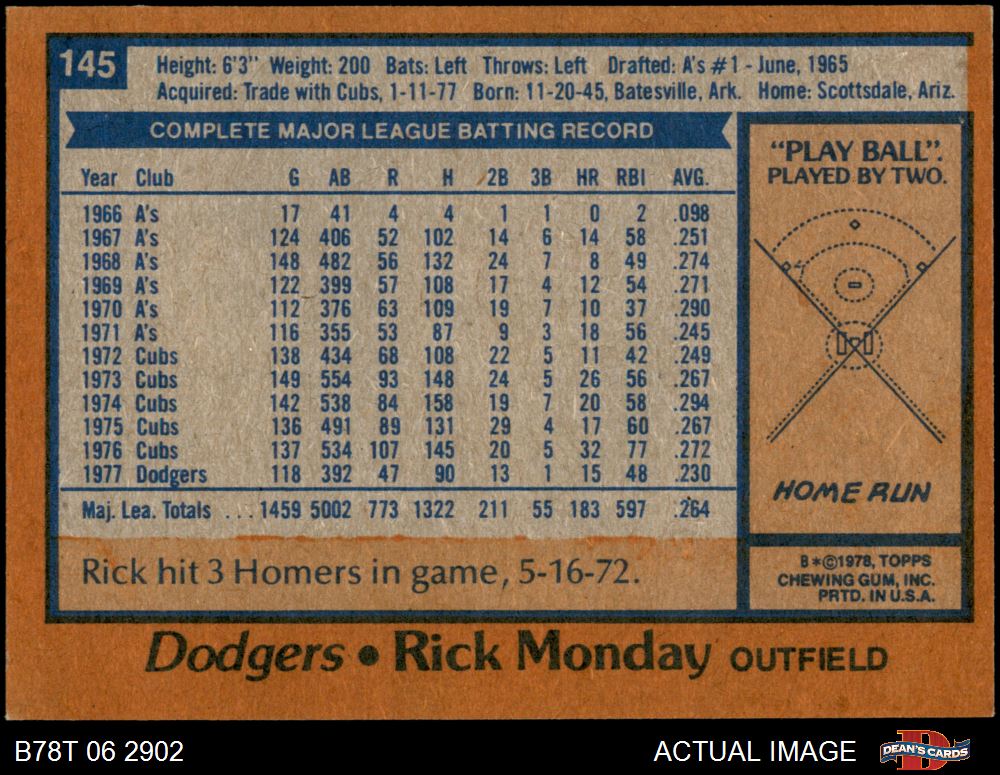 145
Height: 6'3" Weight: 200 Bats: Left Throws: Left Drafted: A's #1 - June, 1965
Acquired: Trade with Cubs, 1-11-77 Born: 11-20-45, Batesville, Ark. Home: Scottsdale, Ariz.
COMPLETE MAJOR LEAGUE BATTING RECORD
Year Club G AB R H 2B 3B HR RBI AVG.
1966 A's 17 41 4 4 1 1 0 2 .098
1967 A's 124 406 52 102 14 6 14 58 .251
1968 A's 148 482 56 132 24 7 8 49 .274
1969 A's 122 399 57 108 17 4 12 54 .271
1970 A's 112 376 63 109 19 7 10 37 .290
1971 A's 116 355 53 87 9 3 18 56 .245
1972 Cubs 138 434 68 108 22 5 11 42 .249
1973 Cubs 149 554 93 148 24 5 26 56 .267
1974 Cubs 142 538 84 158 19 7 20 58 .294
1975 Cubs 136 491 89 131 29 4 17 60 .267
1976 Cubs 137 534 107 145 20 5 32 77 .272
1977 Dodgers 118 392 47 90 13 1 15 48 .230
Maj. Lea. Totals ... 1459 5002 773 1322 211 55 183 597 .264
Rick hit 3 Homers in game, 5-16-72.
"PLAY BALL".
PLAYED BY TWO.
HOME RUN
B*©1978, TOPPS
CHEWING GUM, INC.
PRTD. IN U.S.A.
Dodgers • Rick Monday OUTFIELD
B78T 06 2902
ACTUAL IMAGE
D
DEAN'S CARDS